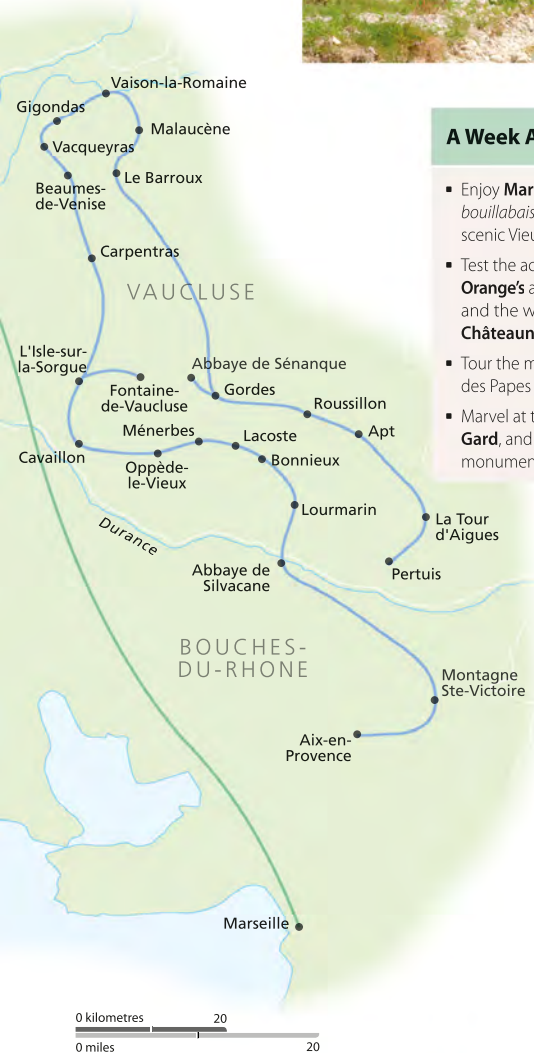 Vaison-la-Romaine
Gigondas
Malaucène
Vacqueyras
Le Barroux
Beaumes-
de-Venise
Carpentras
VAUCLUSE
L'Isle-sur-
la-Sorgue
Abbaye de Sénanque
Fontaine-
de-Vaucluse
Gordes
Roussillon
Ménerbes
Lacoste
Apt
Cavaillon
Bonnieux
Oppède-
le-Vieux
Lourmarin
La Tour
d'Aigues
Durance
Abbaye de
Silvacane
Pertuis
BOUCHES-
DU-RHONE
Montagne
Ste-Victoire
Aix-en-
Provence
Marseille
0 kilometres 20
0 miles 20
A Week A
▪ Enjoy Mar
bouillabais
scenic Vieu
▪ Test the ac
Orange's a
and the w
Châteaun
▪ Tour the m
des Papes
▪ Marvel at t
Gard, and
monumen